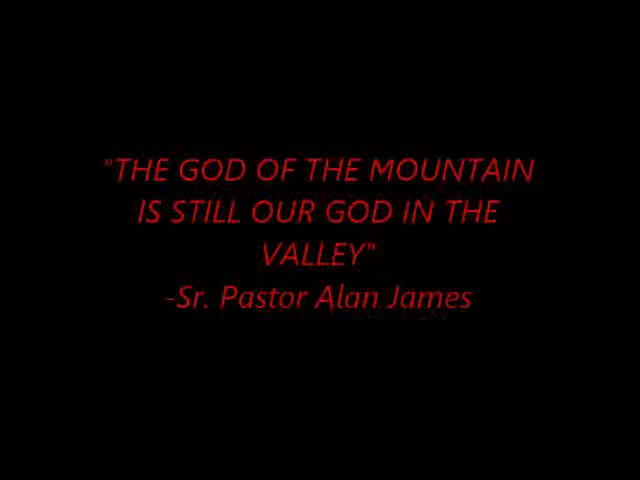 "THE GOD OF THE MOUNTAIN
IS STILL OUR GOD IN THE
VALLEY"
-Sr. Pastor Alan James